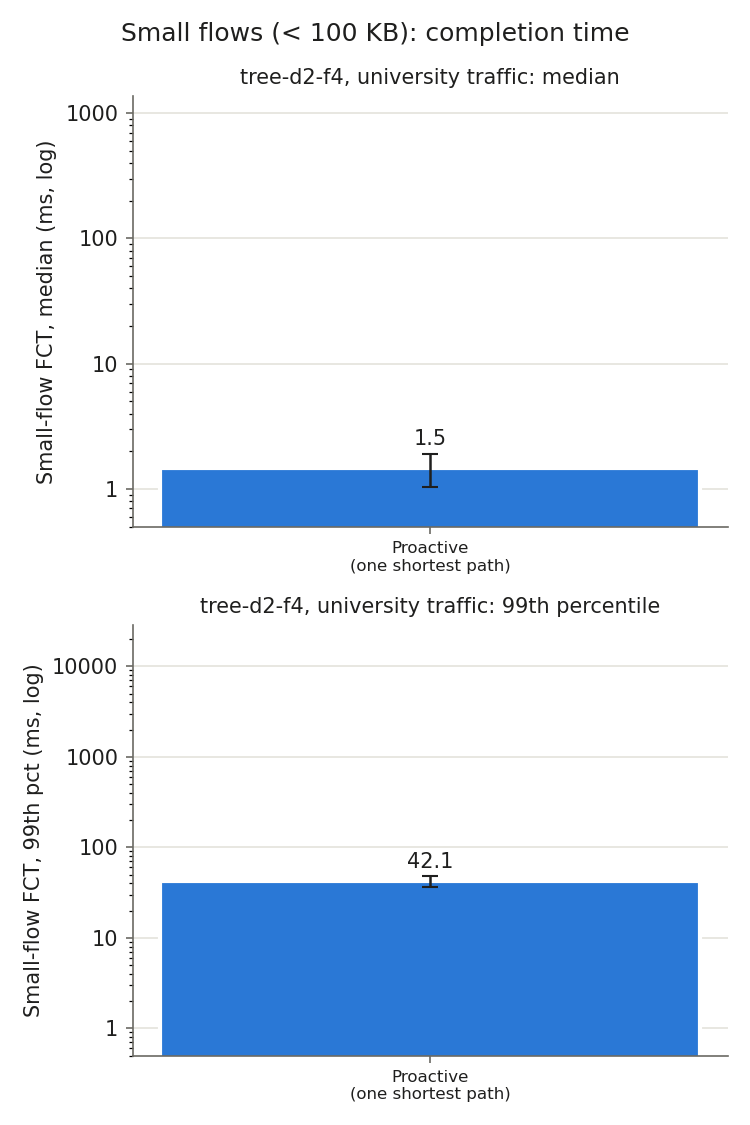 Small flows (< 100 KB): completion time
tree-d2-f4, university traffic: median
Small-flow FCT, median (ms, log)
1000
100
10
1
1.5
Proactive
(one shortest path)
tree-d2-f4, university traffic: 99th percentile
Small-flow FCT, 99th pct (ms, log)
10000
1000
100
10
1
42.1
Proactive
(one shortest path)